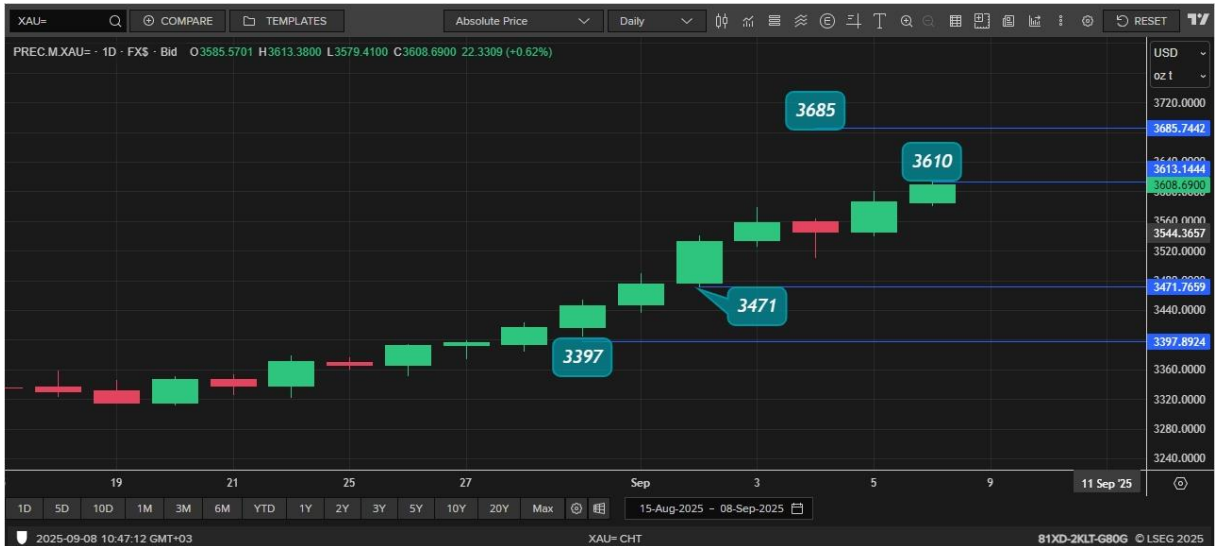 XAU= COMPARE TEMPLATES Absolute Price Daily RESET
PREC.M.XAU= · 1D · FX$ · Bid O3585.5701 H3613.3800 L3579.4100 C3608.6900 22.3309 (+0.62%)
USD
oz t
3720.0000
3685
3685.7442
3610
3613.1444
3608.6900
3560.0000
3544.3657
3520.0000
3471.7659
3471
3440.0000
3397.8924
3397
3360.0000
3320.0000
3280.0000
3240.0000
19 21 25 27 Sep 3 5 9 11 Sep '25
1D 5D 10D 1M 3M 6M YTD 1Y 2Y 3Y 5Y 10Y 20Y Max 15-Aug-2025 - 08-Sep-2025
2025-09-08 10:47:12 GMT+03 XAU= CHT 81XD-2KLT-G80G © LSEG 2025